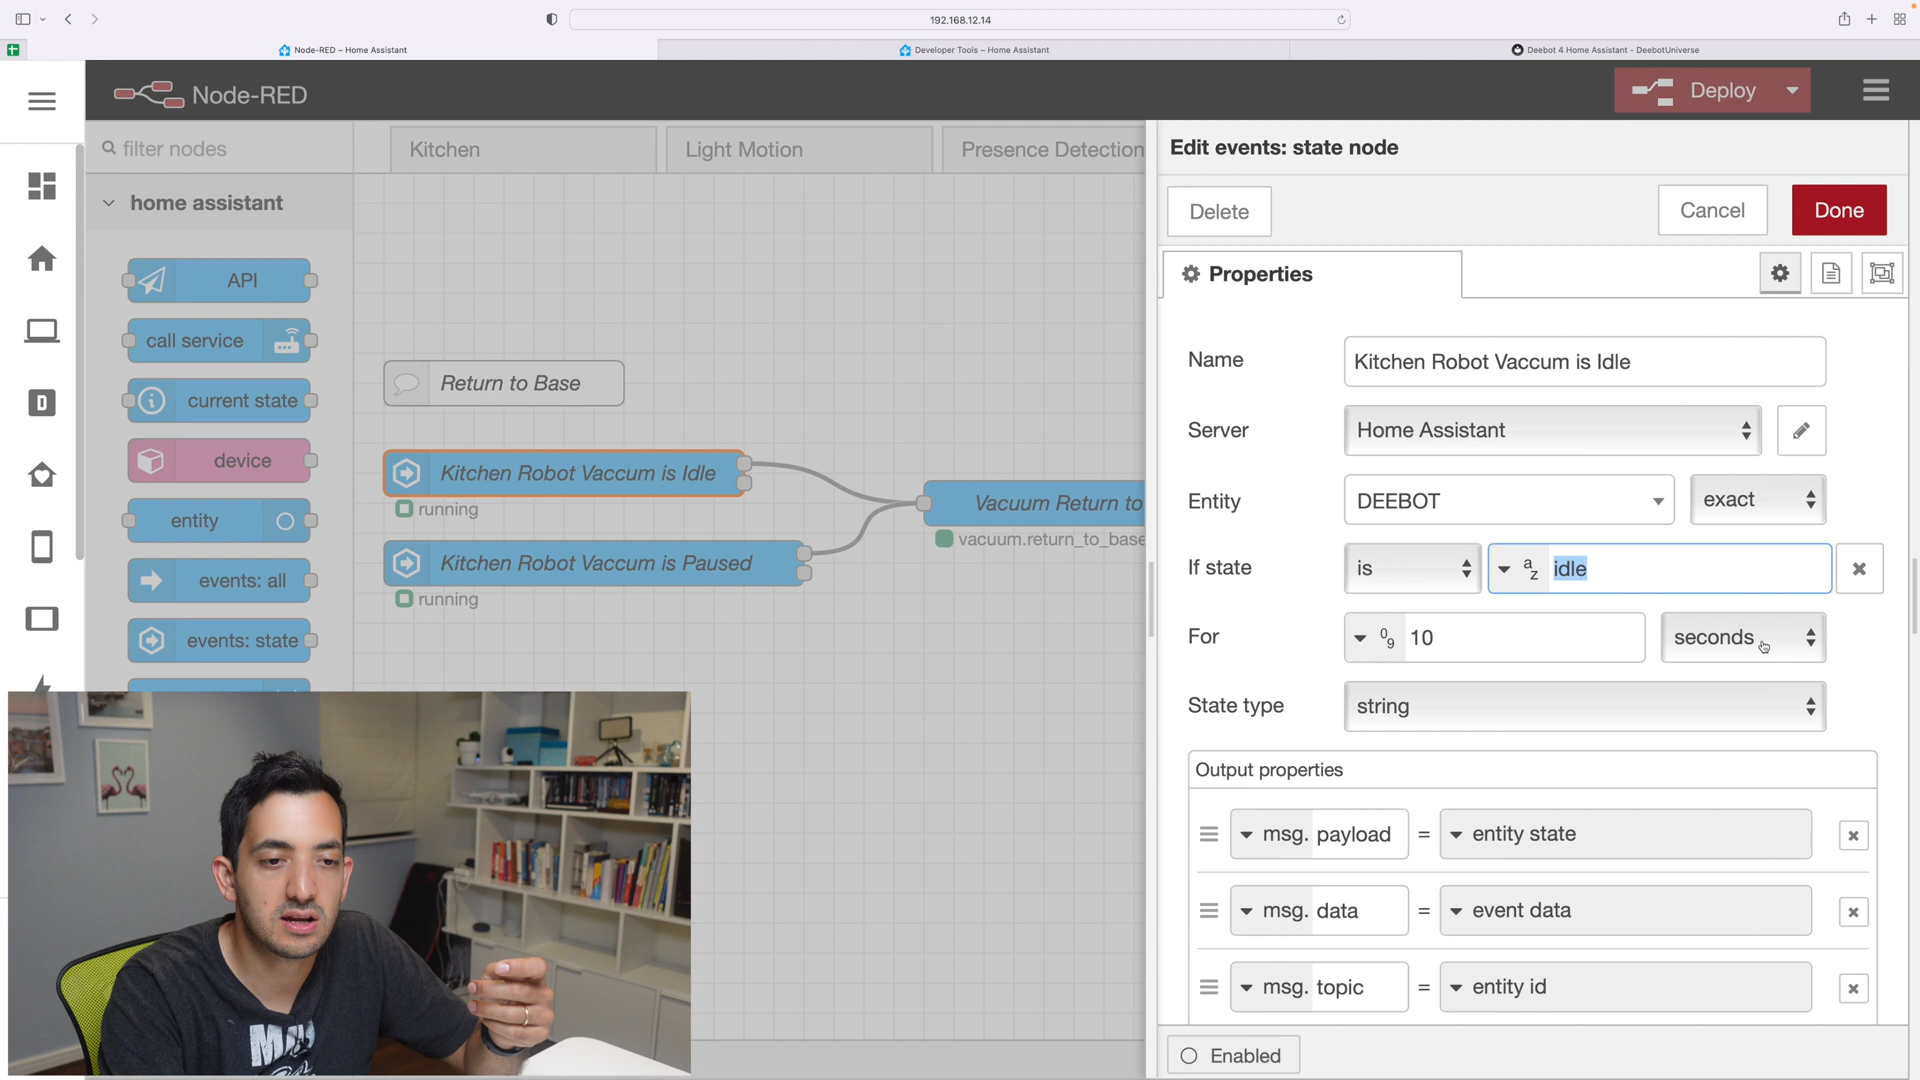 192.168.12.14
Node-RED – Home Assistant
Developer Tools – Home Assistant
Deebot 4 Home Assistant - DeebotUniverse
Node-RED
Deploy
filter nodes
Kitchen
Light Motion
Presence Detection
home assistant
API
call service
current state
D
device
entity
events: all
events: state
Return to Base
Kitchen Robot Vaccum is Idle
running
Kitchen Robot Vaccum is Paused
running
Vacuum Return to
vacuum.return_to_base
Edit events: state node
Delete
Cancel
Done
Properties
Name
Kitchen Robot Vaccum is Idle
Server
Home Assistant
Entity
DEEBOT
exact
If state
is
az
idle
For
09
10
seconds
State type
string
Output properties
msg. payload = entity state
msg. data = event data
msg. topic = entity id
Enabled